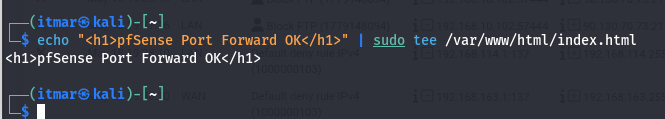 ┌──(itmar㉿kali)-[~]
└─$ echo "<h1>pfSense Port Forward OK</h1>" | sudo tee /var/www/html/index.html
<h1>pfSense Port Forward OK</h1>
┌──(itmar㉿kali)-[~]
└─$